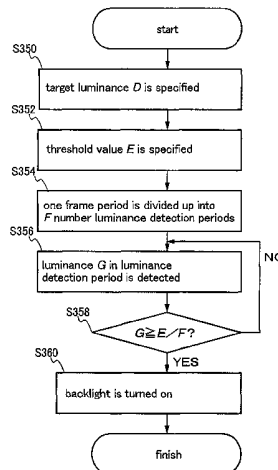 start
S350
target luminance D is specified
S352
threshold value E is specified
S354
one frame period is divided up into
F number luminance detection periods
S356
luminance G in luminance
detection period is detected
NO
S358
G≧E/F?
YES
S360
backlight is turned on
finish